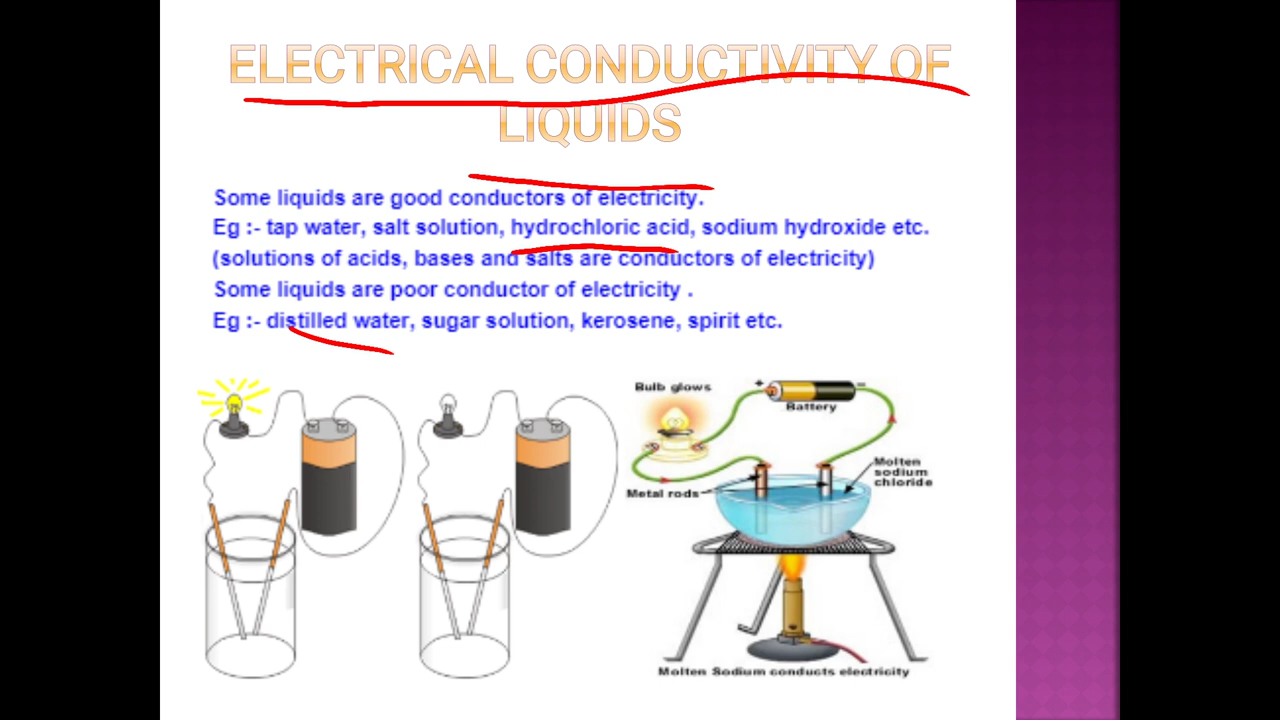 ELECTRICAL CONDUCTIVITY OF
LIQUIDS
Some liquids are good conductors of electricity.
Eg :- tap water, salt solution, hydrochloric acid, sodium hydroxide etc.
(solutions of acids, bases and salts are conductors of electricity)
Some liquids are poor conductor of electricity .
Eg :- distilled water, sugar solution, kerosene, spirit etc.
Bulb glows
+
–
Battery
Molten
sodium
chloride
Metal rods
Molten Sodium conducts electricity